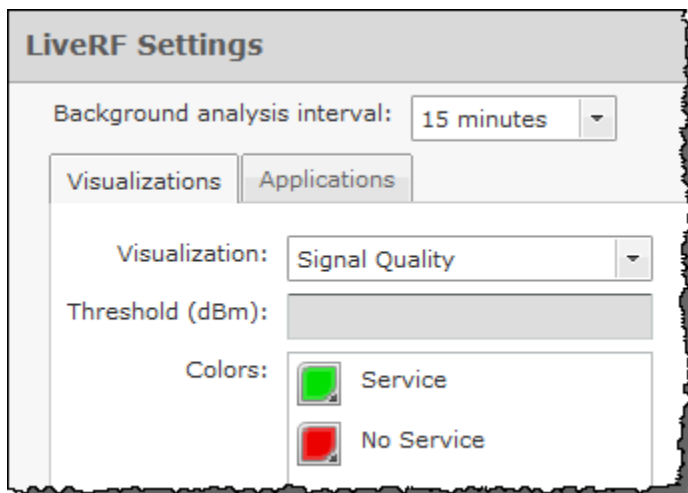 LiveRF Settings
Background analysis interval: 15 minutes
Visualizations Applications
Visualization: Signal Quality
Threshold (dBm):
Colors: Service
No Service